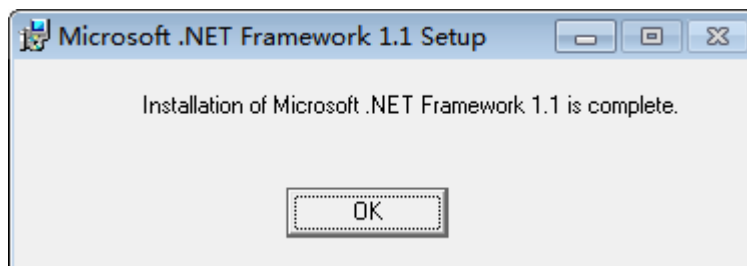 Microsoft .NET Framework 1.1 Setup
Installation of Microsoft .NET Framework 1.1 is complete.
OK